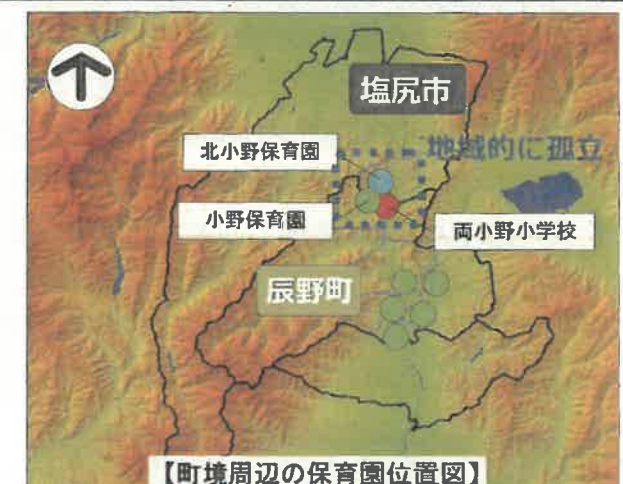 塩尻市
北小野保育園
地域的に孤立
小野保育園
両小野小学校
辰野町
【町境周辺の保育園位置図】